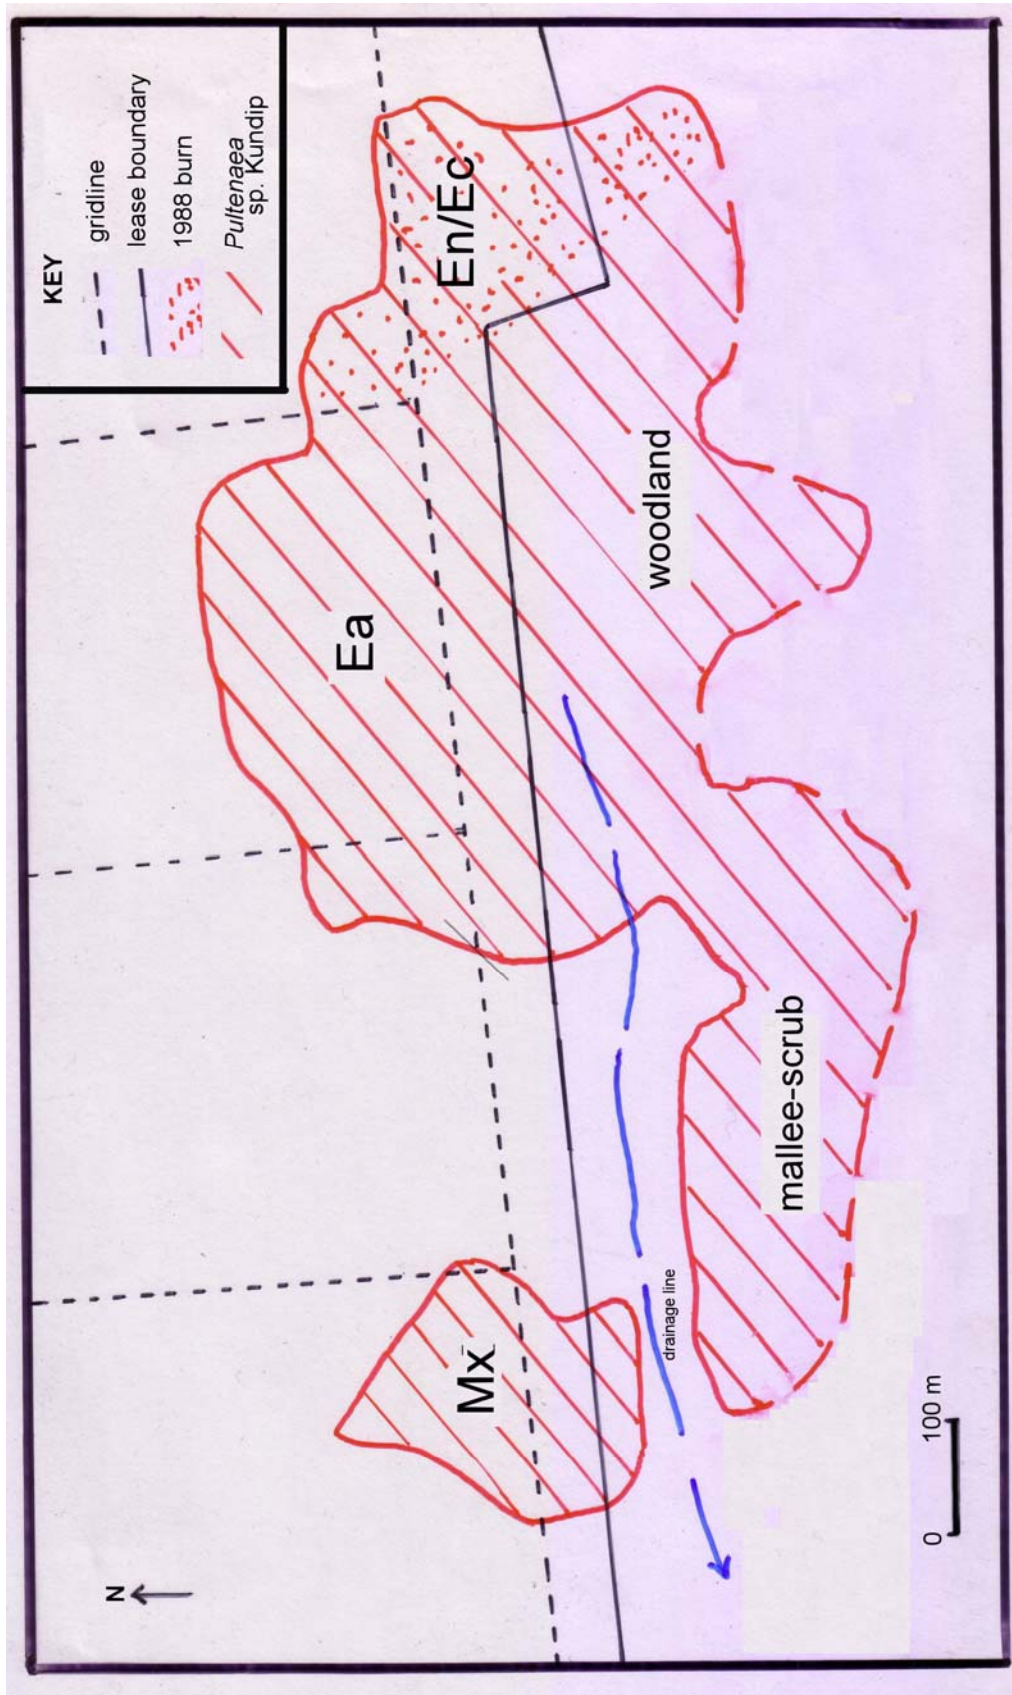 KEY
gridline
lease boundary
1988 burn
Pultenaea
sp. Kundip
En/Ec
Ea
woodland
Mx
mallee-scrub
drainage line
N
0 100 m